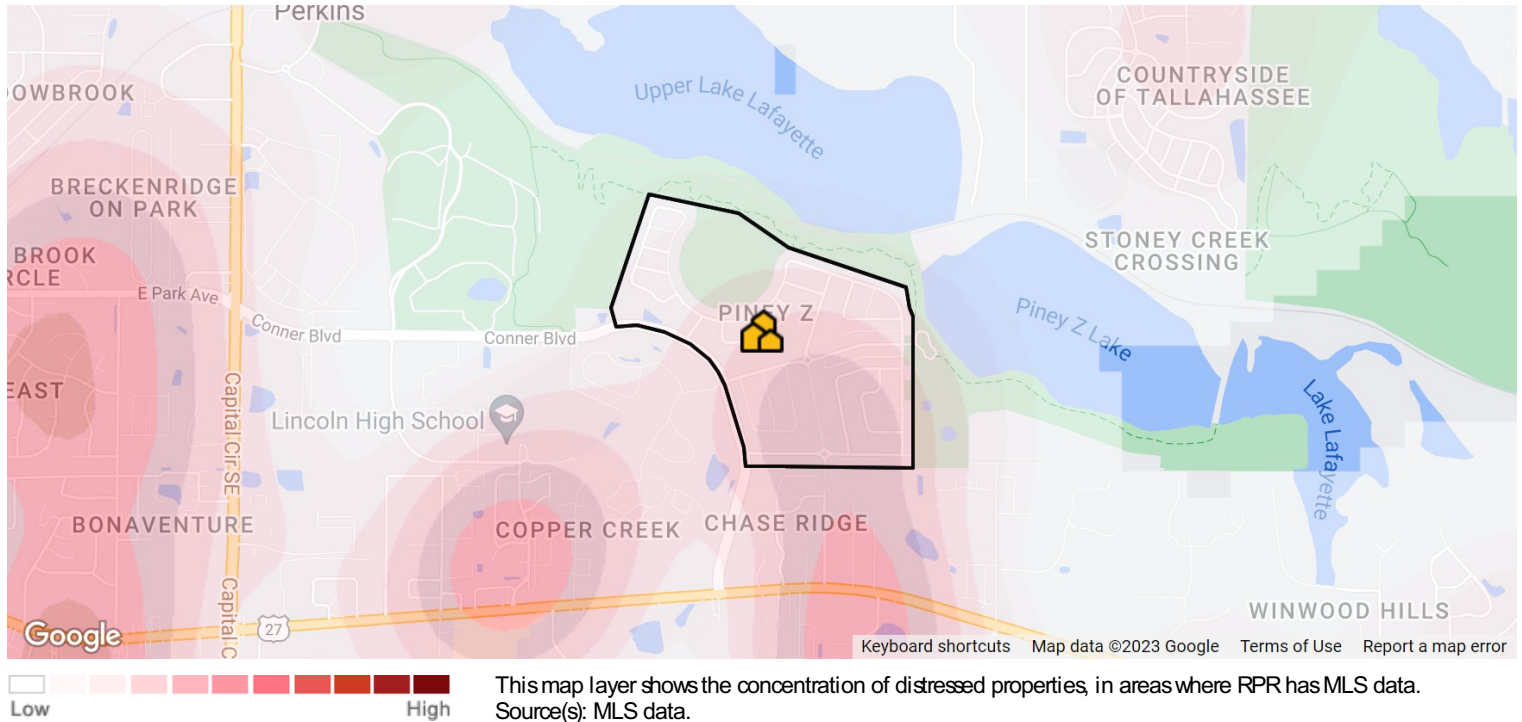 Perkins
OWBROOK
COUNTRYSIDE
OF TALLAHASSEE
Upper Lake Lafayette
BRECKENRIDGE
ON PARK
STONEY CREEK
CROSSING
BROOK
RCLE
E Park Ave
PINEY Z
Piney Z Lake
Conner Blvd
Conner Blvd
EAST
Capital Cir SE
Lincoln High School
Lake Lafayette
BONAVENTURE
COPPER CREEK
CHASE RIDGE
Capital C
WINWOOD HILLS
27
Google
Keyboard shortcuts Map data ©2023 Google Terms of Use Report a map error
Low
High
This map layer shows the concentration of distressed properties, in areas where RPR has MLS data.
Source(s): MLS data.